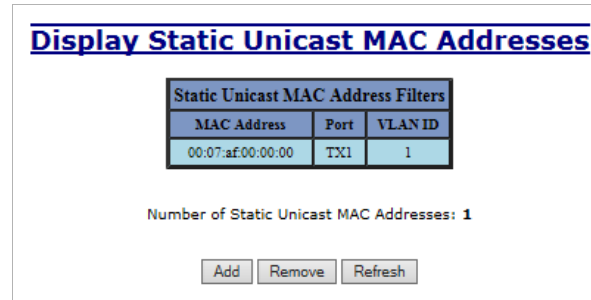 Display Static Unicast MAC Addresses
Static Unicast MAC Address Filters
MAC Address Port VLAN ID
00:07:af:00:00:00 TX1 1
Number of Static Unicast MAC Addresses: 1
Add Remove Refresh